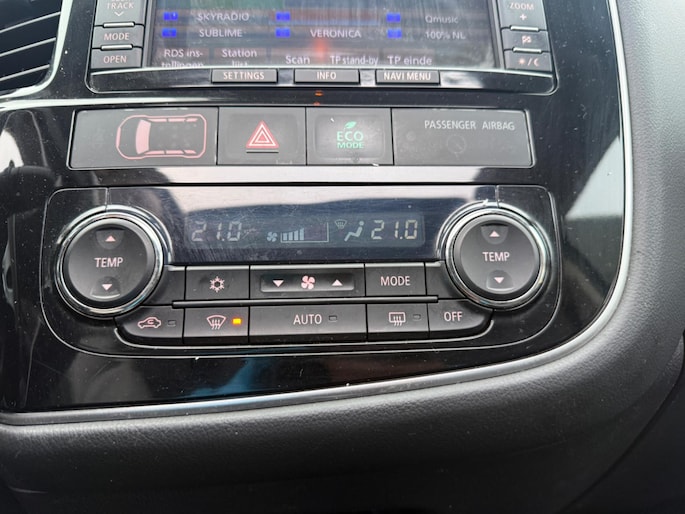 TRACK
SKYRADIO
Qmusic
ZOOM
+
SUBLIME
VERONICA
100% NL
MODE
RDS ins-
tellingen
Station
Scan
TP stand-by
TP einde
OPEN
SETTINGS
INFO
NAVI MENU
ECO
MODE
PASSENGER AIRBAG
21.0
21.0
TEMP
TEMP
MODE
AUTO
OFF